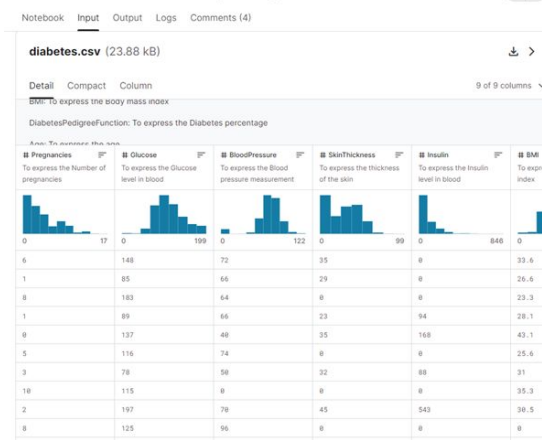 Notebook Input Output Logs Comments (4)
diabetes.csv (23.88 kB)
Detail Compact Column 9 of 9 columns
BMI: To express the Body mass index
DiabetesPedigreeFunction: To express the Diabetes percentage
Age: To express the age
# Pregnancies # Glucose # BloodPressure # SkinThickness # Insulin # BMI
To express the Number of To express the Glucose To express the Blood To express the thickness To express the Insulin To expr
pregnancies level in blood pressure measurement of the skin level in blood index
0 17 0 199 0 122 0 99 0 846 0
6 148 72 35 0 33.6
1 85 66 29 0 26.6
8 183 64 0 0 23.3
1 89 66 23 94 28.1
0 137 40 35 168 43.1
5 116 74 0 0 25.6
3 78 50 32 88 31
10 115 0 0 0 35.3
2 197 70 45 543 30.5
8 125 96 0 0 0